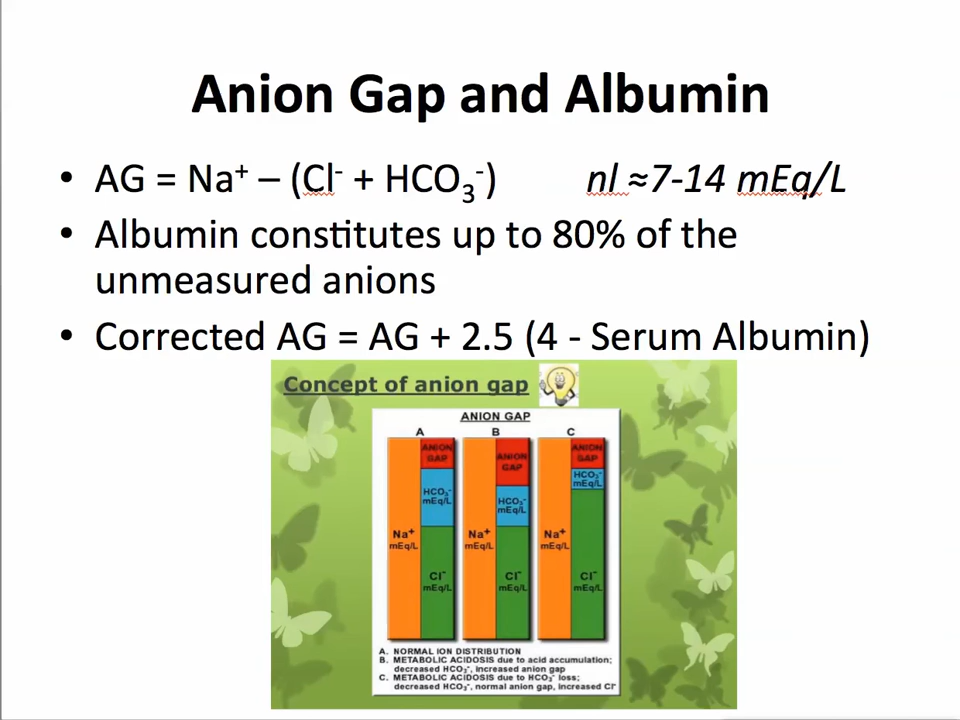 Anion Gap and Albumin
• AG = Na⁺ – (Cl⁻ + HCO₃⁻) nl ≈7-14 mEq/L
• Albumin constitutes up to 80% of the
unmeasured anions
• Corrected AG = AG + 2.5 (4 - Serum Albumin)
Concept of anion gap
ANION GAP
A B C
ANION
GAP
HCO₃⁻
mEq/L
Na⁺
mEq/L
Cl⁻
mEq/L
ANION
GAP
HCO₃⁻
mEq/L
Na⁺
mEq/L
Cl⁻
mEq/L
ANION
GAP
HCO₃⁻
mEq/L
Na⁺
mEq/L
Cl⁻
mEq/L
A. NORMAL ION DISTRIBUTION
B. METABOLIC ACIDOSIS due to acid accumulation;
decreased HCO₃⁻, increased anion gap
C. METABOLIC ACIDOSIS due to HCO₃⁻ loss;
decreased HCO₃⁻, normal anion gap, increased Cl⁻